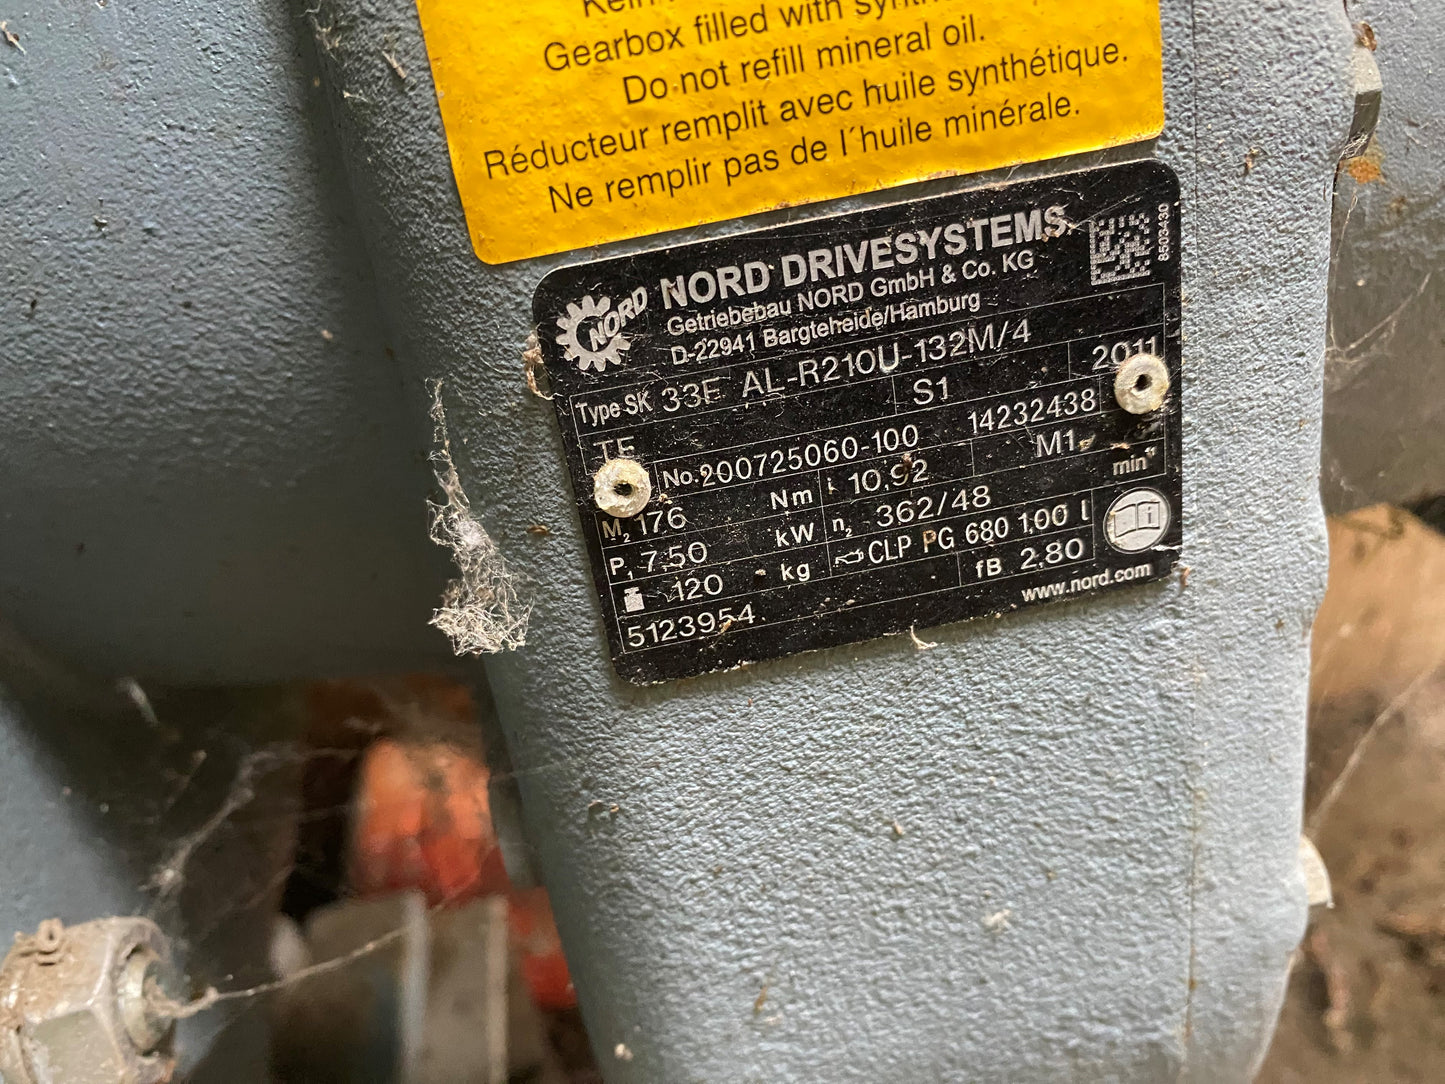 Gearbox filled with
Do not refill mineral oil.
Réducteur remplit avec huile synthétique.
Ne remplir pas de l´huile minérale.
NORD
NORD DRIVESYSTEMS
Getriebebau NORD GmbH & Co. KG
D-22941 Bargteheide/Hamburg
8503430
Type SK 33E AL-R210U-132M/4
TF S1 2011
No. 200725060-100 14232438
M₂ 176 Nm i 10,92 M1
P₁ 7,50 kW n₂ 362/48 min⁻¹
120 kg CLP PG 680 1,00 l
5123954 fB 2,80
www.nord.com